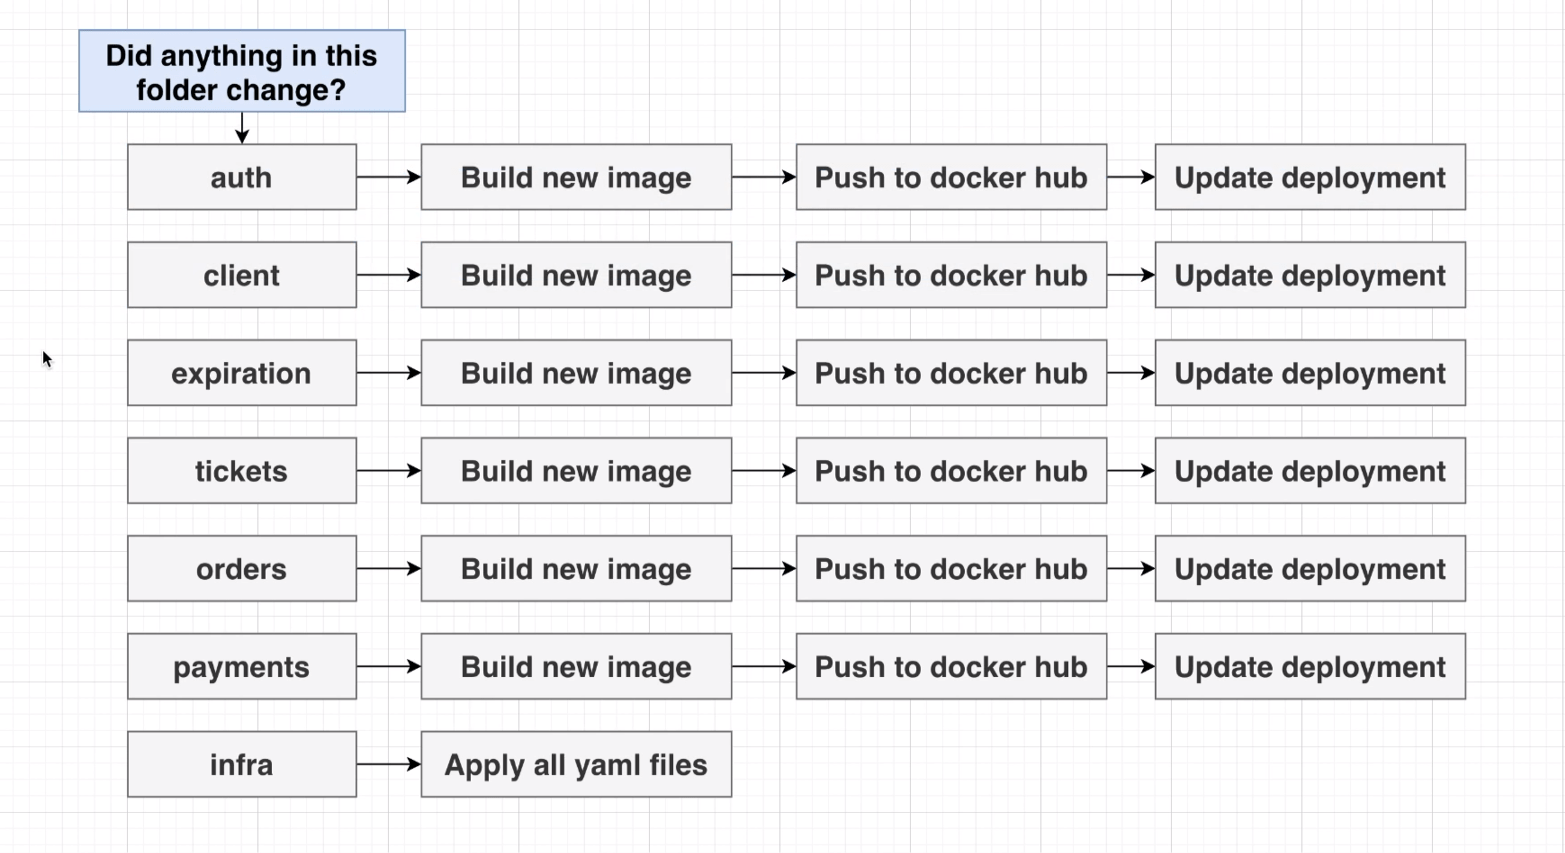 Did anything in this
folder change?
auth
Build new image
Push to docker hub
Update deployment
client
Build new image
Push to docker hub
Update deployment
expiration
Build new image
Push to docker hub
Update deployment
tickets
Build new image
Push to docker hub
Update deployment
orders
Build new image
Push to docker hub
Update deployment
payments
Build new image
Push to docker hub
Update deployment
infra
Apply all yaml files